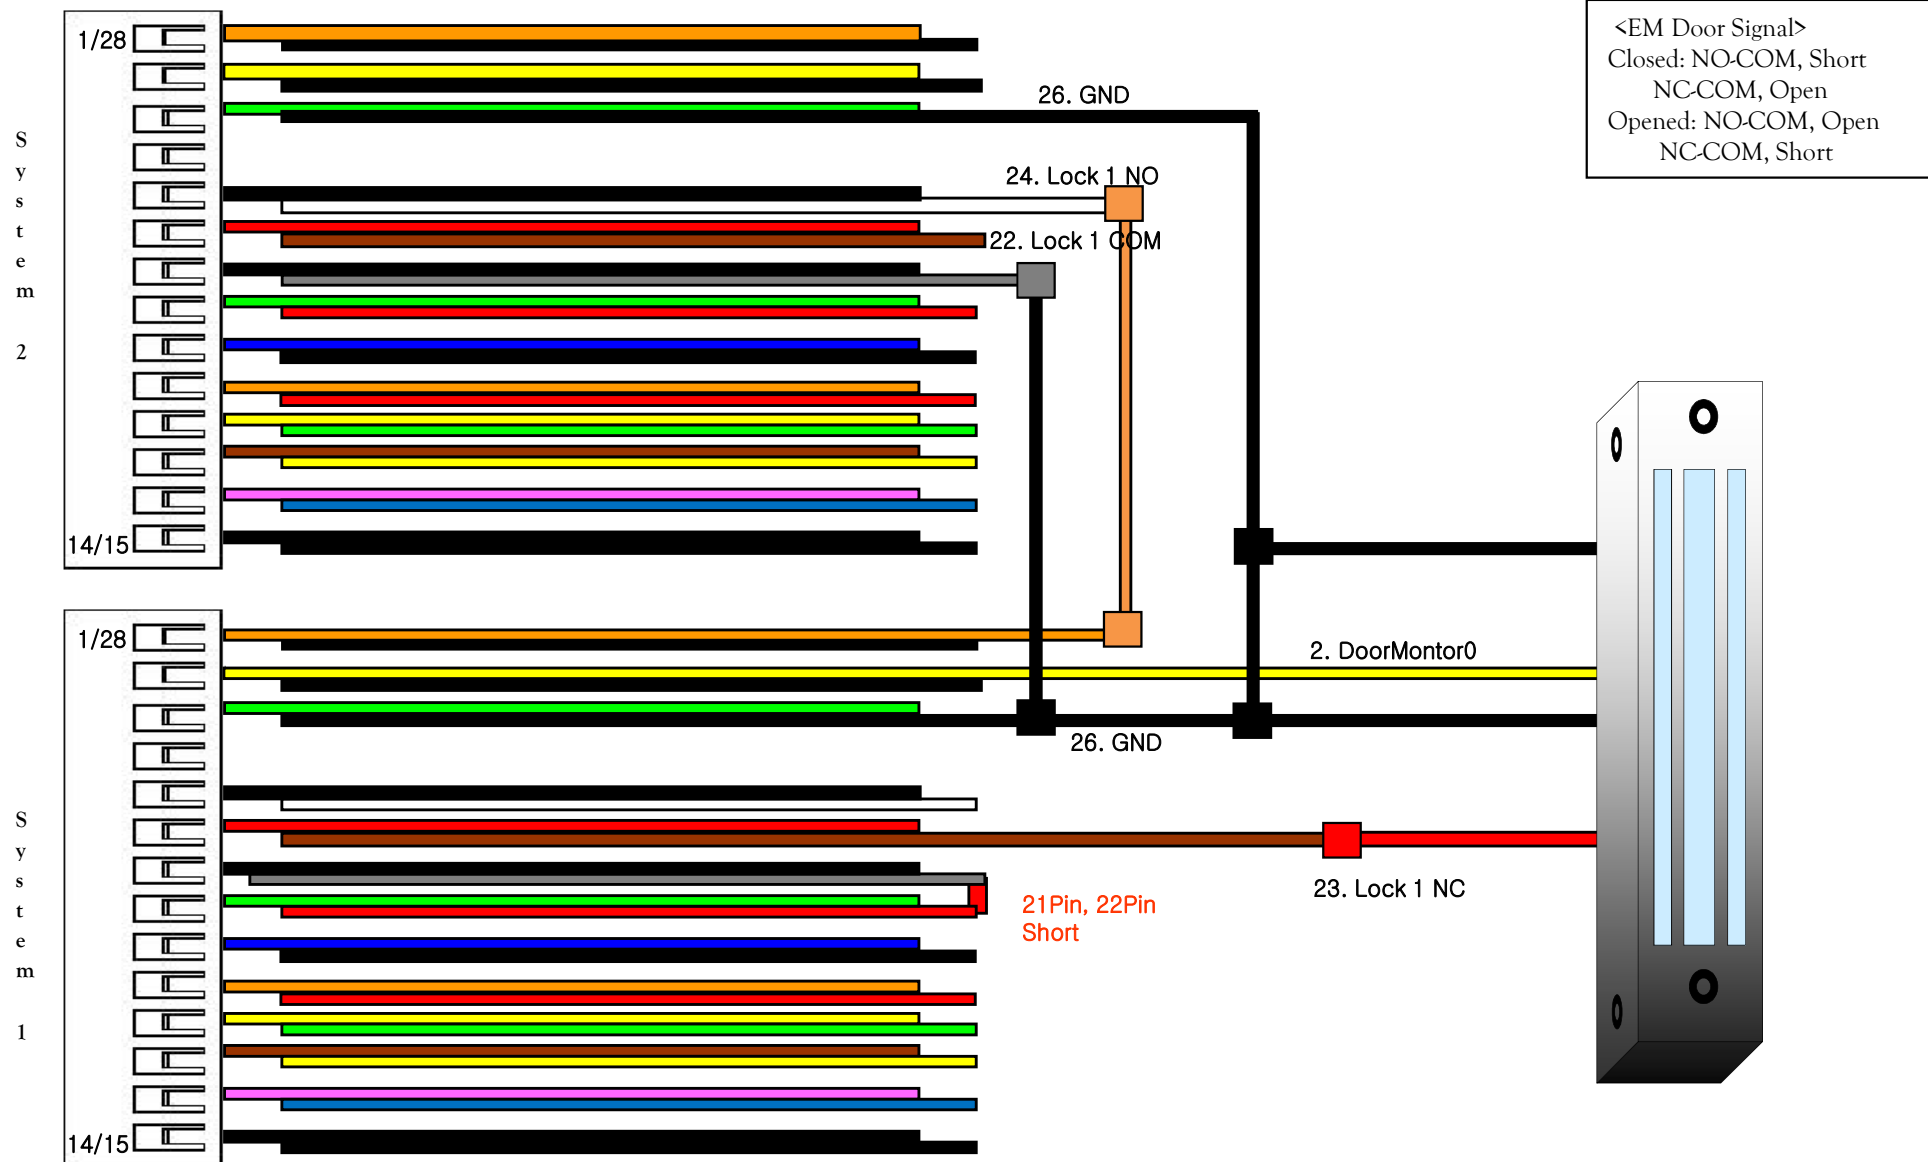 <EM Door Signal>
Closed: NO-COM, Short
NC-COM, Open
Opened: NO-COM, Open
NC-COM, Short
System 2
1/28
26. GND
24. Lock 1 NO
22. Lock 1 COM
14/15
System 1
1/28
2. DoorMontor0
26. GND
23. Lock 1 NC
21Pin, 22Pin
Short
14/15